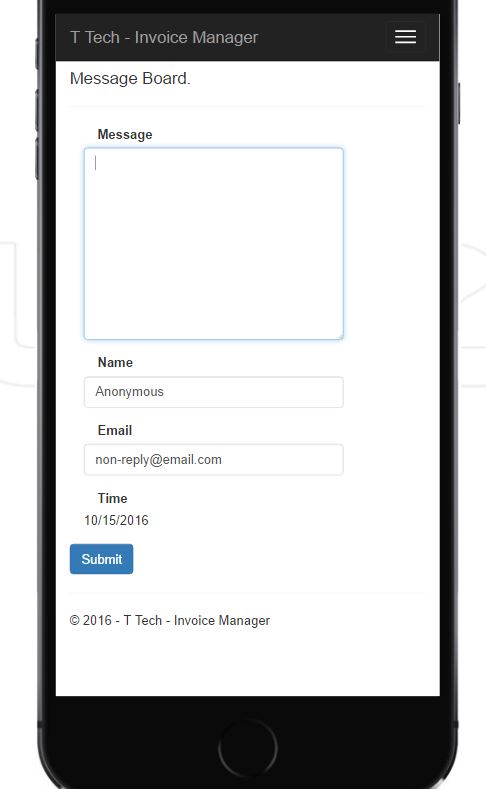 T Tech - Invoice Manager
Message Board.
Message
Name
Anonymous
Email
non-reply@email.com
Time
10/15/2016
Submit
© 2016 - T Tech - Invoice Manager